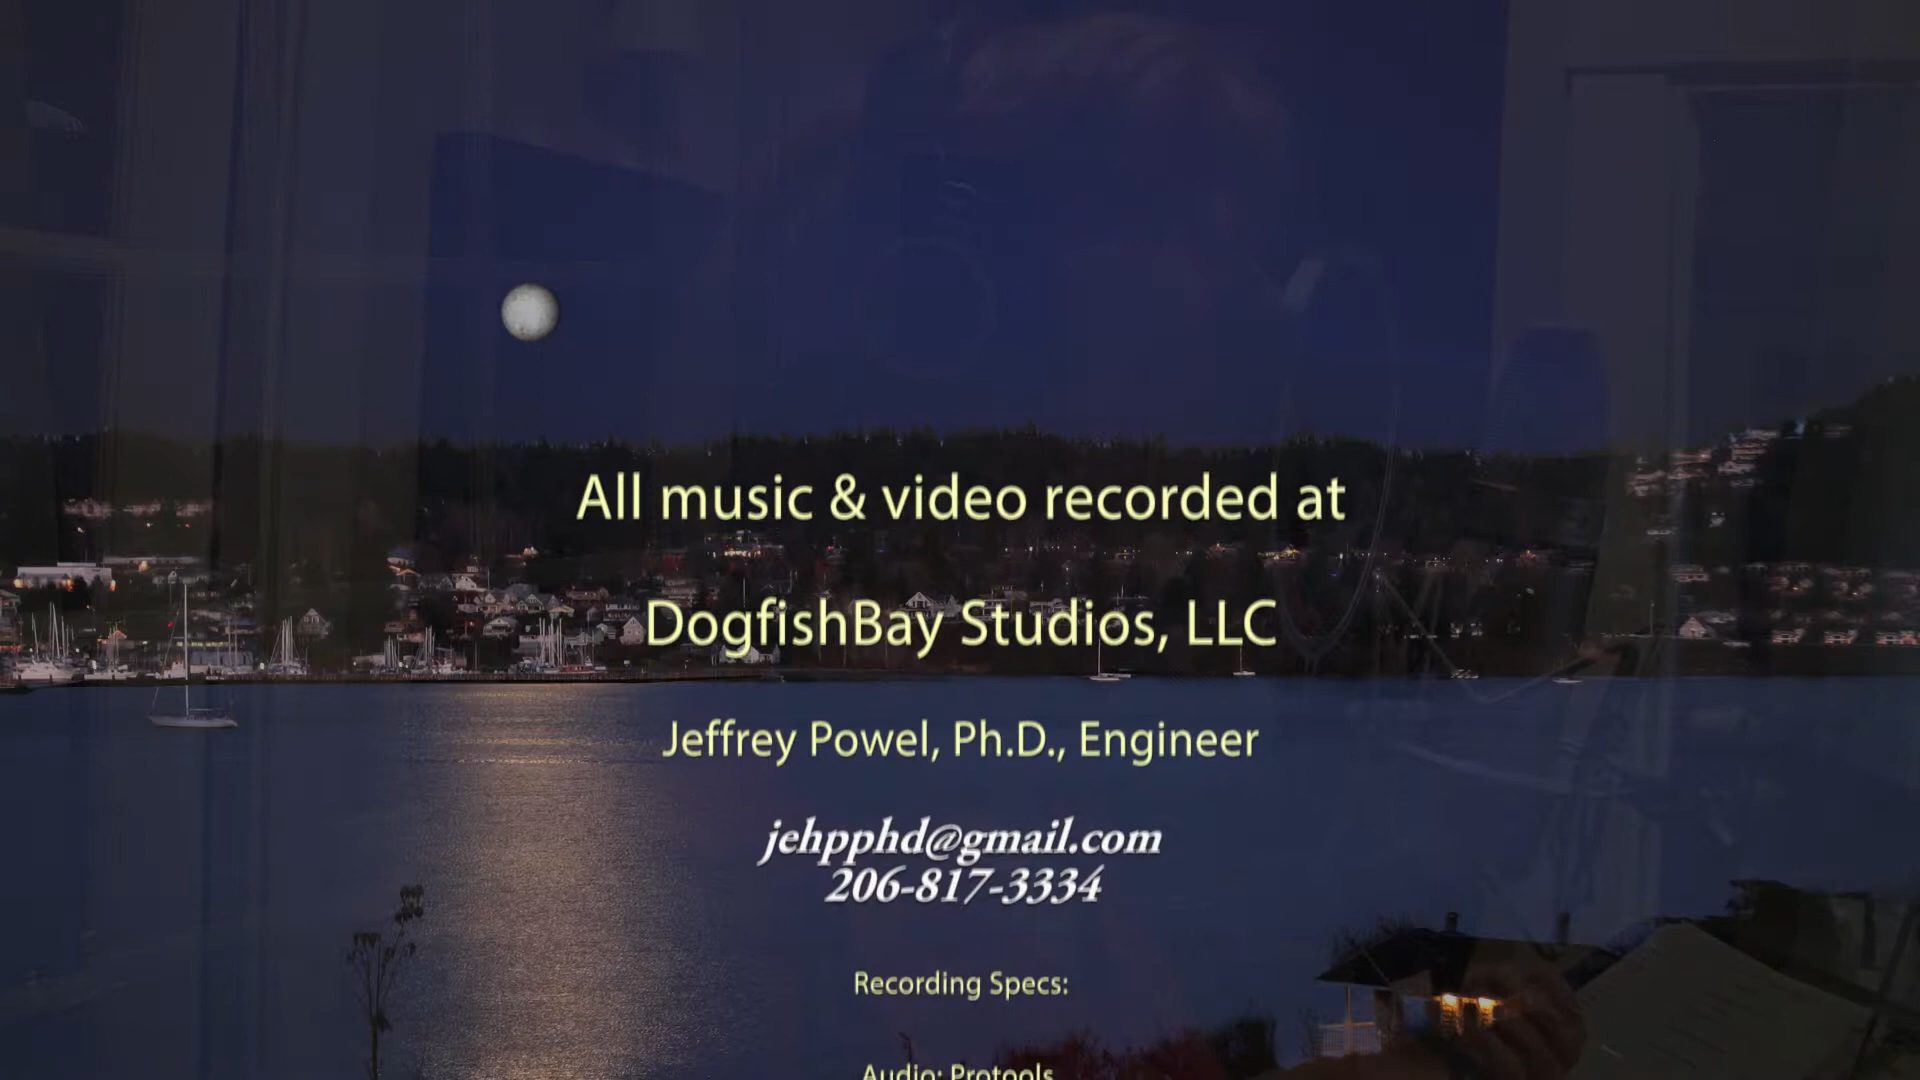 All music & video recorded at
DogfishBay Studios, LLC
Jeffrey Powel, Ph.D., Engineer
jehpphd@gmail.com
206-817-3334
Recording Specs:
Audio: Protools